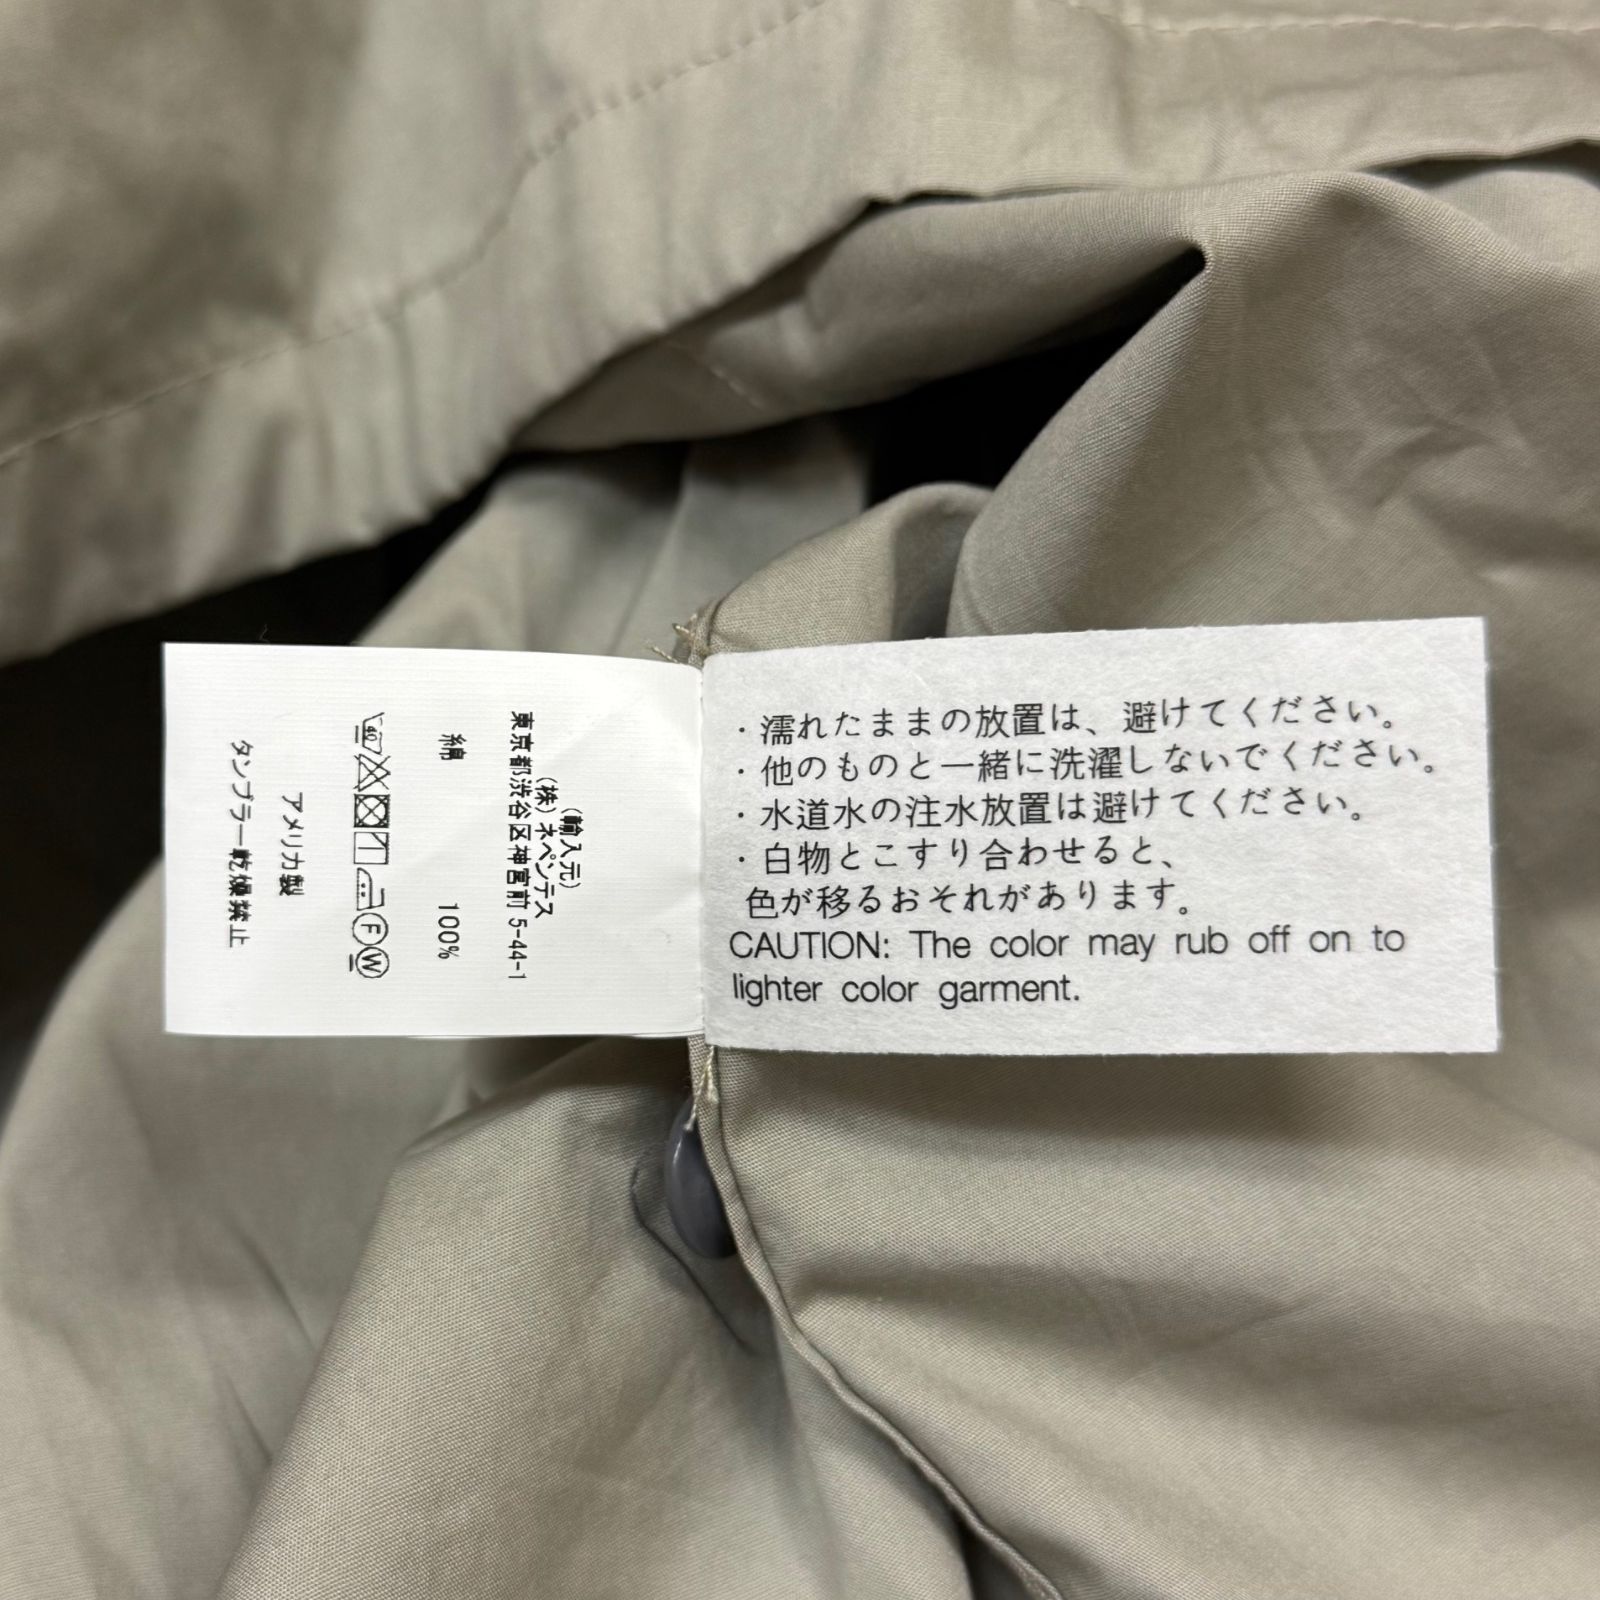 (輸入元)
(株)ネペンテス
東京都渋谷区神宮前 5-44-1
綿 100%
40 F W
アメリカ製
タンブラー乾燥禁止
・濡れたままの放置は、避けてください。
・他のものと一緒に洗濯しないでください。
・水道水の注水放置は避けてください。
・白物とこすり合わせると、
色が移るおそれがあります。
CAUTION: The color may rub off on to
lighter color garment.